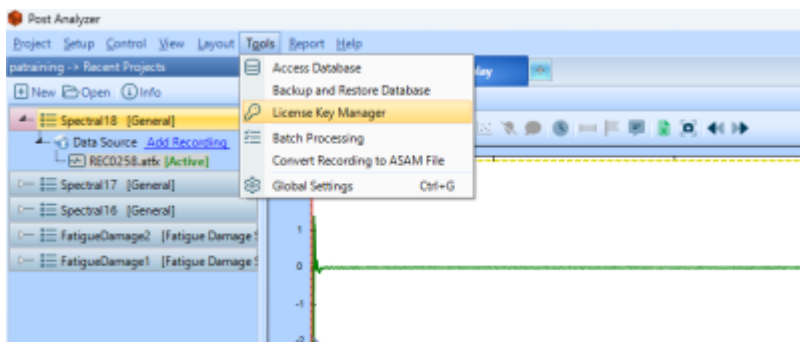 Post Analyzer
Project Setup Control View Layout Tools Report Help
patraining -> Recent Projects
New Open Info
Spectral18 [General]
Data Source Add Recording
REC0258.atfx [Active]
Spectral17 [General]
Spectral16 [General]
FatigueDamage2 [Fatigue Damage S
FatigueDamage1 [Fatigue Damage S
Access Database
Backup and Restore Database
License Key Manager
Batch Processing
Convert Recording to ASAM File
Global Settings Ctrl+G
lay
1
0
-1
-2